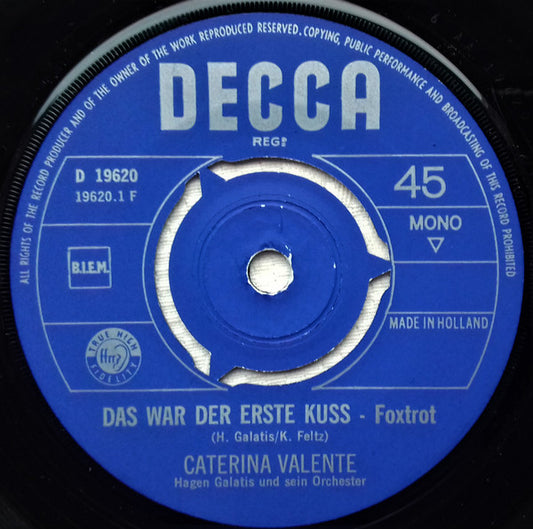 ALL RIGHTS OF THE RECORD PRODUCER AND OF THE OWNER OF THE WORK REPRODUCED RESERVED. COPYING, PUBLIC PERFORMANCE AND BROADCASTING OF THIS RECORD PROHIBITED
DECCA
REGD
D 19620
19620.1 F
45
MONO
B.I.E.M.
MADE IN HOLLAND
TRUE HIGH
ffrr
FIDELITY
DAS WAR DER ERSTE KUSS - Foxtrot
(H. Galatis/K. Feltz)
CATERINA VALENTE
Hagen Galatis und sein Orchester